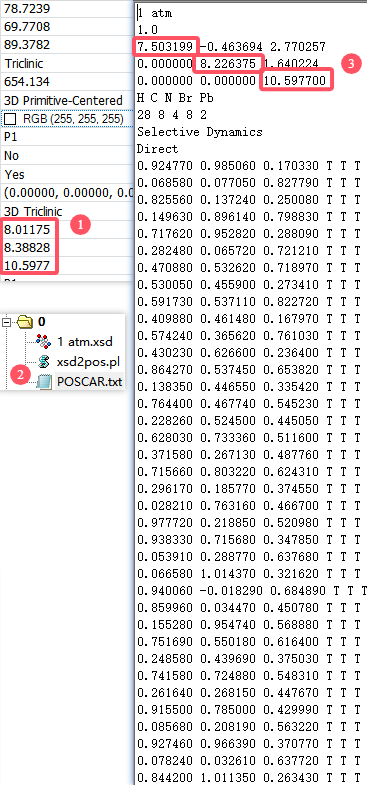 78.7239
69.7708
89.3782
Triclinic
654.134
3D Primitive-Centered
RGB (255, 255, 255)
P1
No
Yes
(0.00000, 0.00000, 0.0
3D Triclinic
1
8.01175
8.38828
10.5977
0
1 atm.xsd
xsd2pos.pl
2
POSCAR.txt
1 atm
1.0
7.503199 -0.463694 2.770257
3
0.000000 8.226375 1.640224
0.000000 0.000000 10.597700
H C N Br Pb
28 8 4 8 2
Selective Dynamics
Direct
0.924770 0.985060 0.170330 T T T
0.068580 0.077050 0.827790 T T T
0.825560 0.137240 0.250080 T T T
0.149630 0.896140 0.798830 T T T
0.717620 0.952820 0.288090 T T T
0.282480 0.065720 0.721210 T T T
0.470880 0.532620 0.718970 T T T
0.530050 0.455900 0.273410 T T T
0.591730 0.537110 0.822720 T T T
0.409880 0.461480 0.167970 T T T
0.574240 0.365620 0.761030 T T T
0.430230 0.626600 0.236400 T T T
0.864270 0.537450 0.653820 T T T
0.138350 0.446550 0.335420 T T T
0.764400 0.467740 0.545230 T T T
0.228260 0.524500 0.445050 T T T
0.628030 0.733360 0.511600 T T T
0.371580 0.267130 0.487760 T T T
0.715660 0.803220 0.624310 T T T
0.296170 0.185770 0.374550 T T T
0.028210 0.763160 0.466700 T T T
0.977720 0.218850 0.520980 T T T
0.938330 0.715680 0.347850 T T T
0.053910 0.288770 0.637680 T T T
0.066580 1.014370 0.321620 T T T
0.940060 -0.018290 0.684890 T T T
0.859960 0.034470 0.450780 T T T
0.155280 0.954740 0.568880 T T T
0.751690 0.550180 0.616400 T T T
0.248580 0.439690 0.375030 T T T
0.741580 0.724880 0.548310 T T T
0.261640 0.268150 0.447670 T T T
0.915500 0.785000 0.429990 T T T
0.085680 0.208190 0.563220 T T T
0.927460 0.966390 0.370770 T T T
0.078240 0.032610 0.637720 T T T
0.844200 1.011350 0.263430 T T T